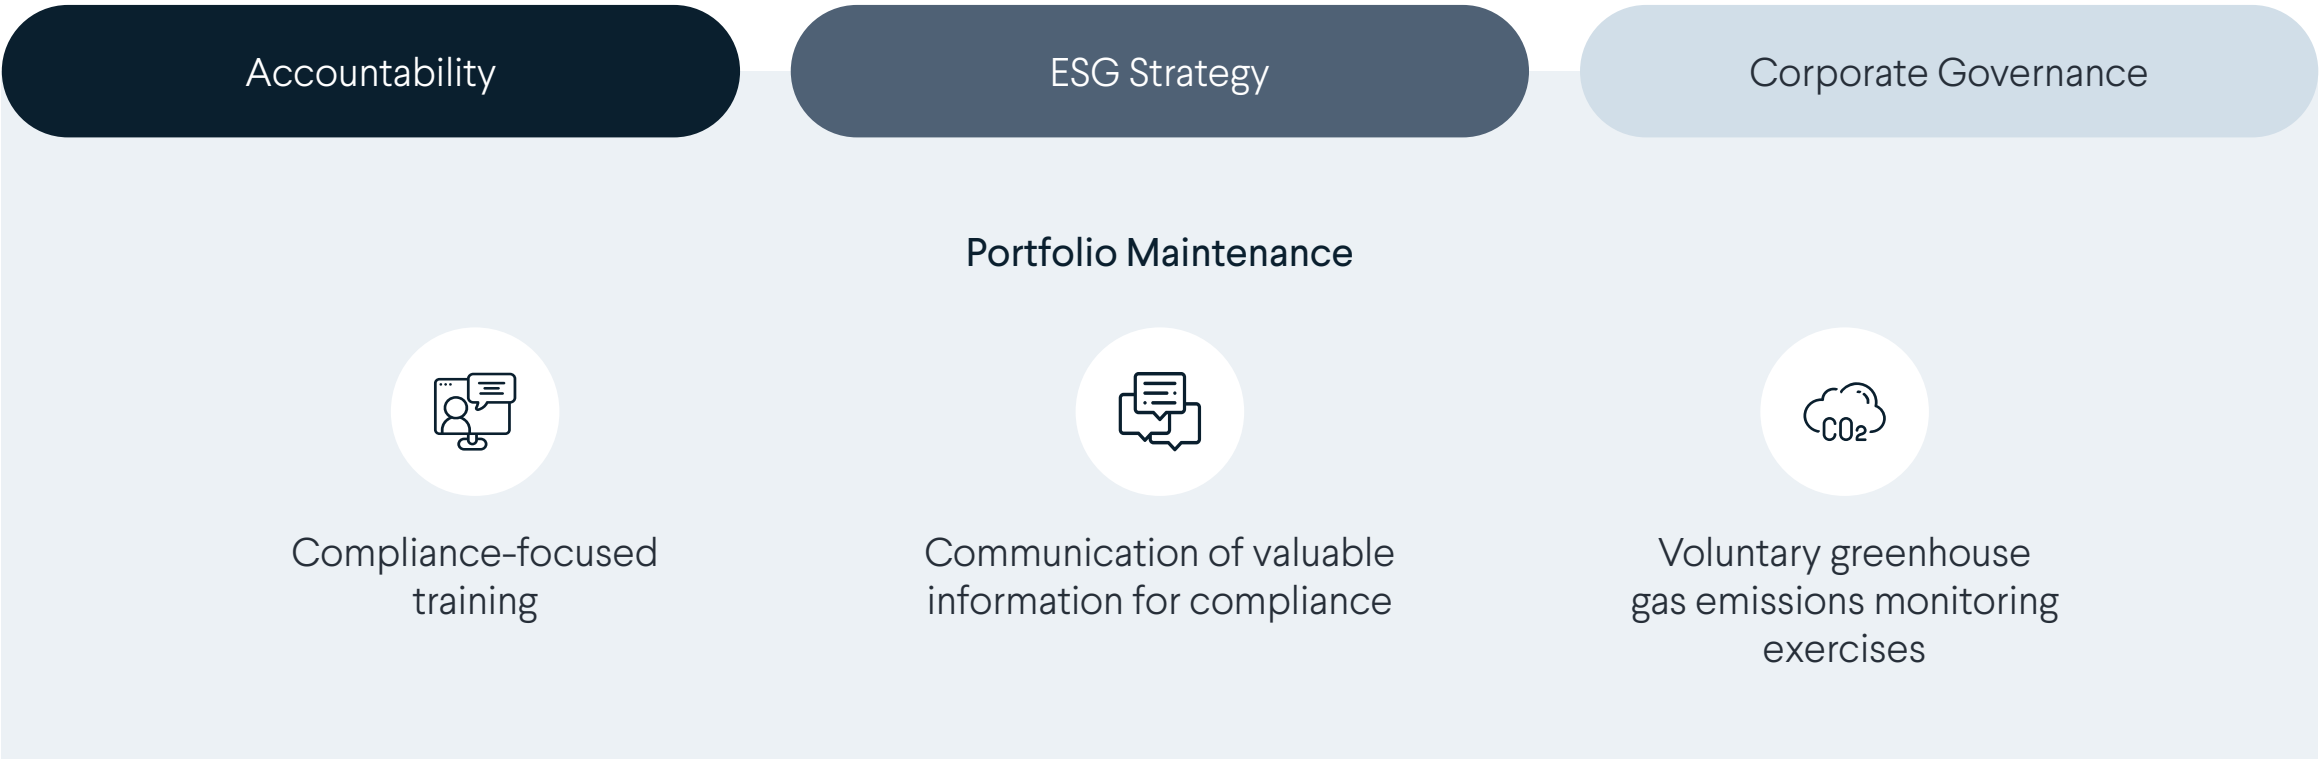 Accountability
ESG Strategy
Corporate Governance
Portfolio Maintenance
Compliance-focused
training
Communication of valuable
information for compliance
CO2
Voluntary greenhouse
gas emissions monitoring
exercises